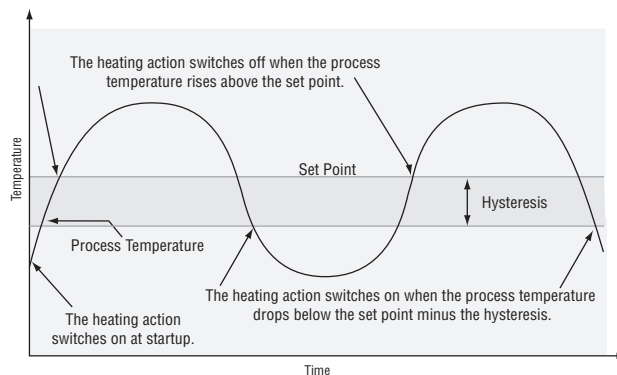 The heating action switches off when the process
temperature rises above the set point.
Temperature
Set Point
Hysteresis
Process Temperature
The heating action switches on when the process temperature
drops below the set point minus the hysteresis.
The heating action
switches on at startup.
Time